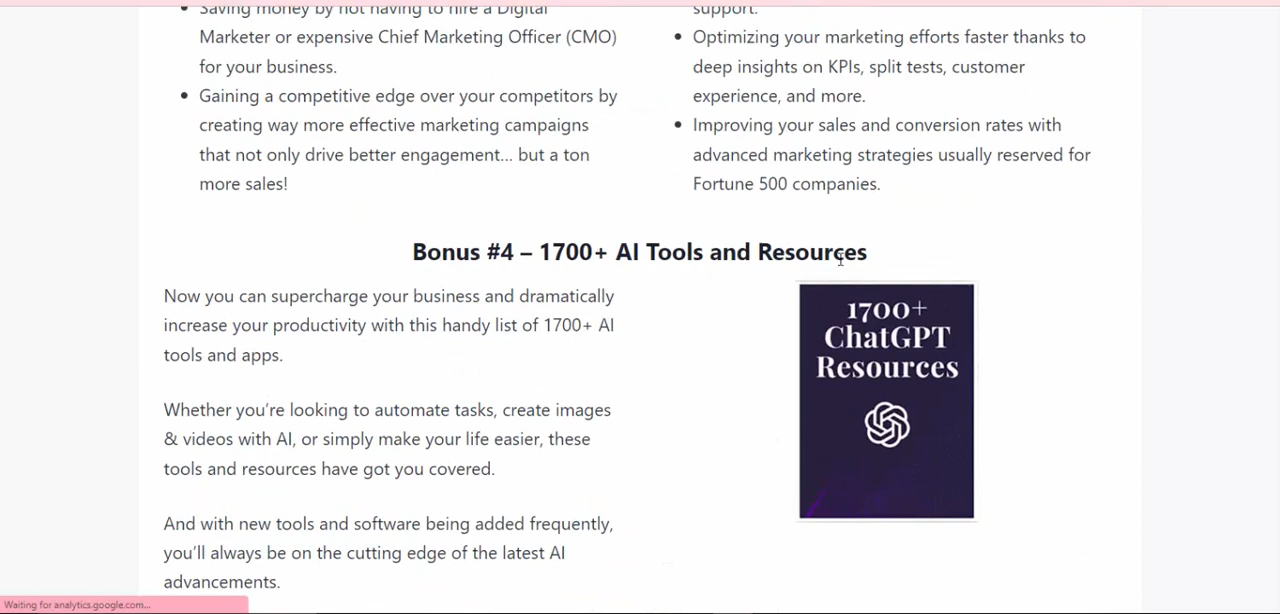 Saving money by not having to hire a Digital
Marketer or expensive Chief Marketing Officer (CMO)
for your business.
Gaining a competitive edge over your competitors by
creating way more effective marketing campaigns
that not only drive better engagement... but a ton
more sales!
support.
Optimizing your marketing efforts faster thanks to
deep insights on KPIs, split tests, customer
experience, and more.
Improving your sales and conversion rates with
advanced marketing strategies usually reserved for
Fortune 500 companies.
Bonus #4 – 1700+ AI Tools and Resources
Now you can supercharge your business and dramatically
increase your productivity with this handy list of 1700+ AI
tools and apps.
Whether you're looking to automate tasks, create images
& videos with AI, or simply make your life easier, these
tools and resources have got you covered.
And with new tools and software being added frequently,
you'll always be on the cutting edge of the latest AI
advancements.
1700+
ChatGPT
Resources
Waiting for analytics.google.com...